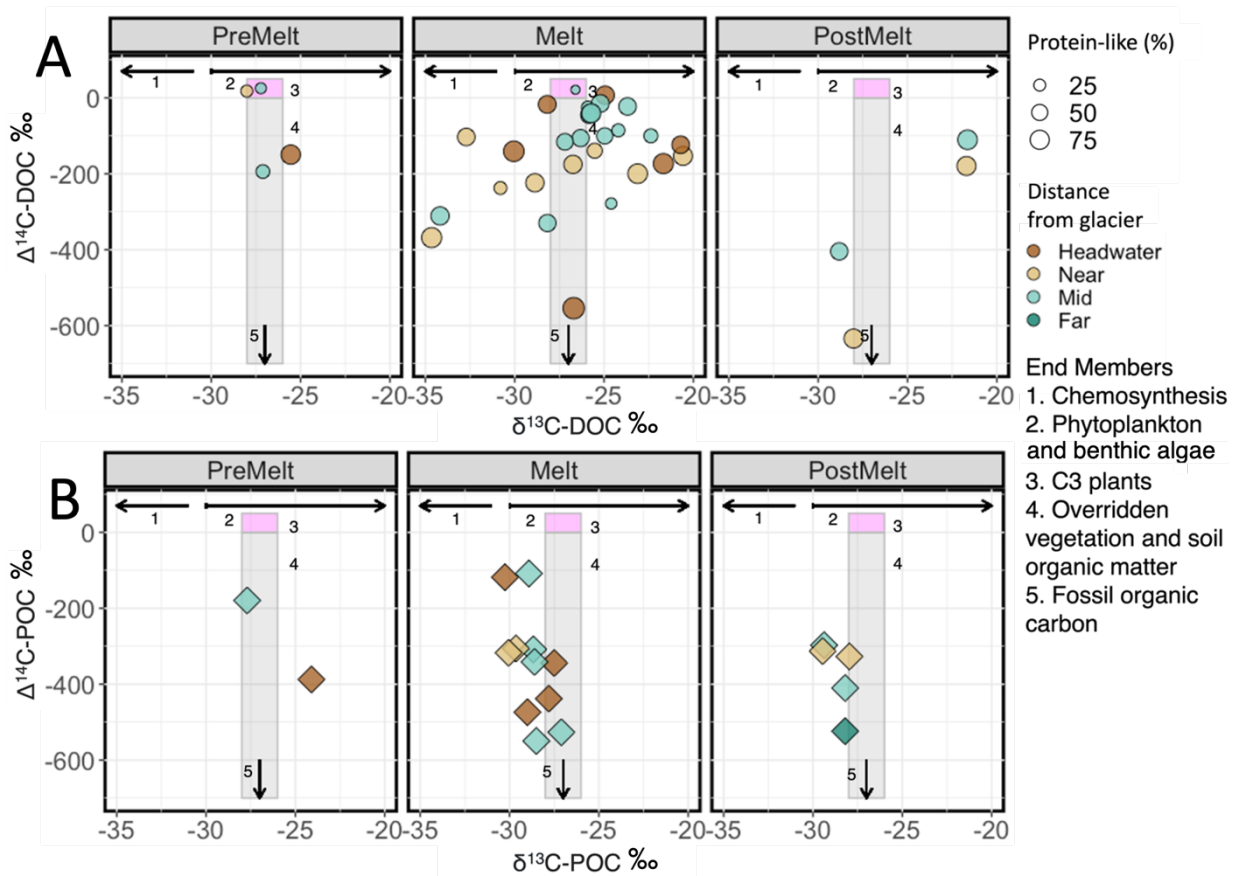 A
PreMelt
Melt
PostMelt
1 2 3 4 5
1 2 3 4 5
1 2 3 4 5
0
-200
-400
-600
Δ¹⁴C-DOC ‰
-35 -30 -25 -20
-35 -30 -25 -20
-35 -30 -25 -20
δ¹³C-DOC ‰
B
PreMelt
Melt
PostMelt
1 2 3 4 5
1 2 3 4 5
1 2 3 4 5
0
-200
-400
-600
Δ¹⁴C-POC ‰
-35 -30 -25 -20
-35 -30 -25 -20
-35 -30 -25 -20
δ¹³C-POC ‰
Protein-like (%)
25
50
75
Distance
from glacier
Headwater
Near
Mid
Far
End Members
1. Chemosynthesis
2. Phytoplankton
and benthic algae
3. C3 plants
4. Overridden
vegetation and soil
organic matter
5. Fossil organic
carbon